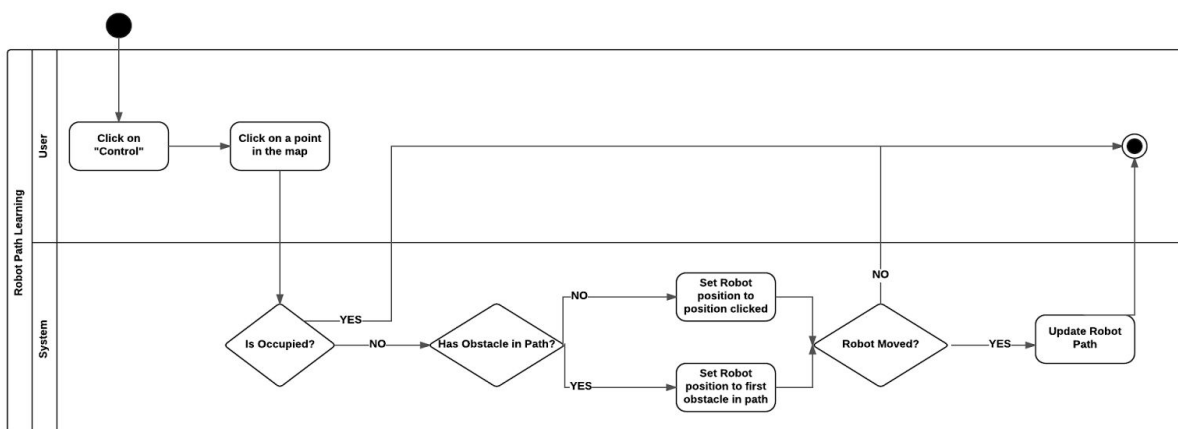 Robot Path Learning
User
System
Click on
"Control"
Click on a point
in the map
Is Occupied?
YES
NO
Has Obstacle in Path?
NO
YES
Set Robot
position to
position clicked
Set Robot
position to first
obstacle in path
Robot Moved?
NO
YES
Update Robot
Path